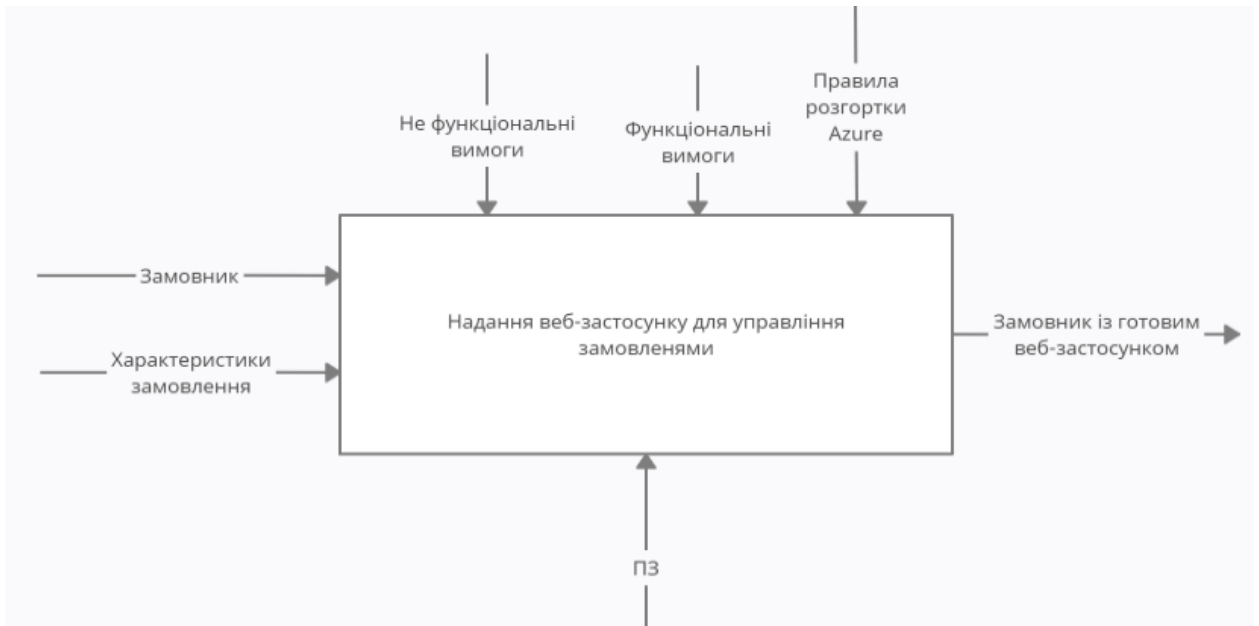 Правила
розгортки
Azure
Не функціональні
вимоги
Функціональні
вимоги
Замовник
Надання веб-застосунку для управління
замовленями
Замовник із готовим
веб-застосунком
Характеристики
замовлення
ПЗ